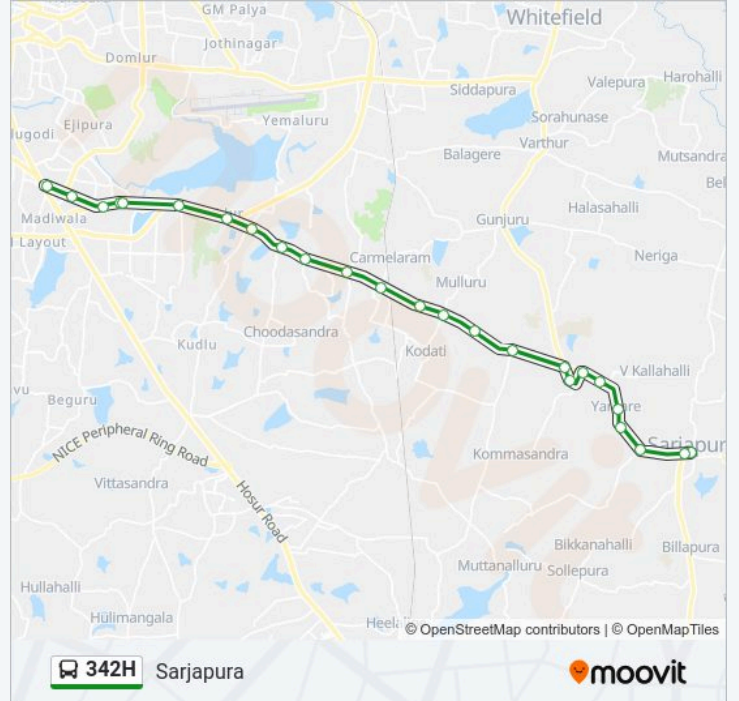 GM Palya
Whitefield
Jothinagar
Domlur
Harohalli
Valepura
Siddapura
Sorahunase
Yemaluru
Ejipura
Varthur
Balagere
Mutsandra
Halasahalli
Madiwala
Gunjuru
Layout
Neriga
Carmelaram
Mulluru
Choodasandra
Kudlu
Kodati
V Kallahalli
Beguru
Sarjapur
NICE Peripheral Ring Road
Kommasandra
Vittasandra
Hosur Road
Bikkanahalli
Billapura
Muttanalluru
Sollepura
Hullahalli
Hulimangala
© OpenStreetMap contributors | © OpenMapTiles
342H
Sarjapura
moovit